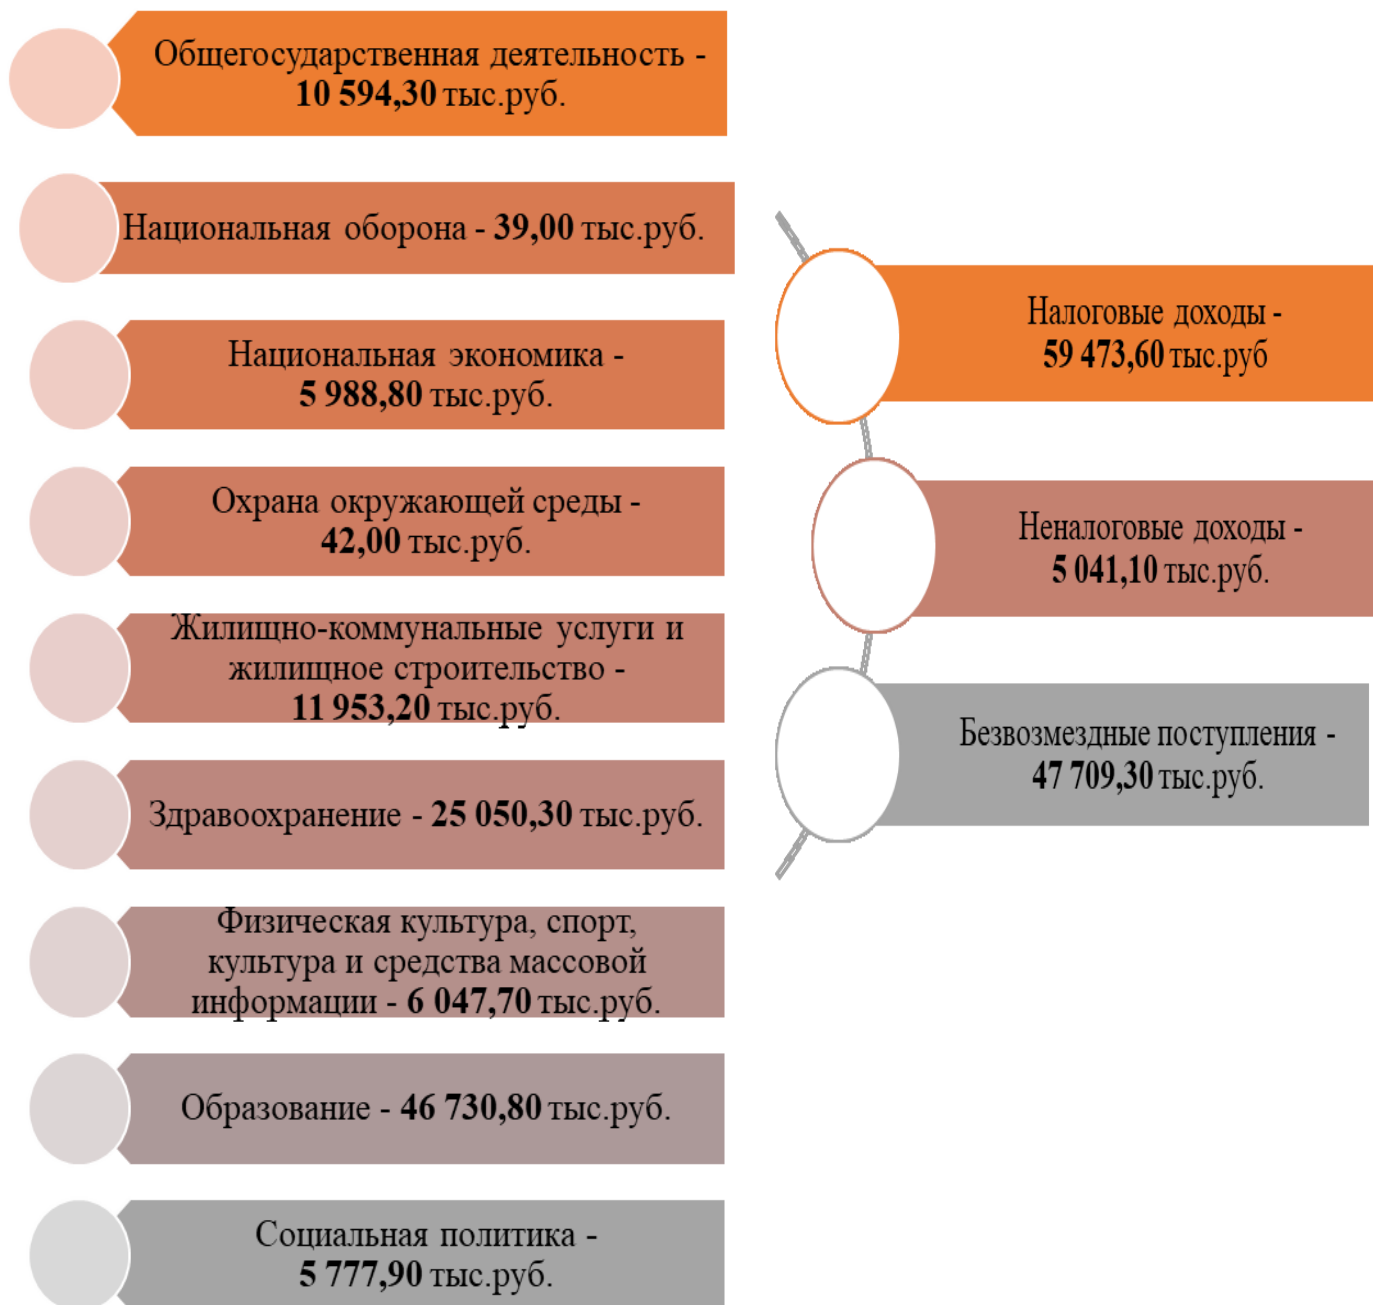 Общегосударственная деятельность -
10 594,30 тыс.руб.
Национальная оборона - 39,00 тыс.руб.
Национальная экономика -
5 988,80 тыс.руб.
Охрана окружающей среды -
42,00 тыс.руб.
Жилищно-коммунальные услуги и
жилищное строительство -
11 953,20 тыс.руб.
Здравоохранение - 25 050,30 тыс.руб.
Физическая культура, спорт,
культура и средства массовой
информации - 6 047,70 тыс.руб.
Образование - 46 730,80 тыс.руб.
Социальная политика -
5 777,90 тыс.руб.
Налоговые доходы -
59 473,60 тыс.руб
Неналоговые доходы -
5 041,10 тыс.руб.
Безвозмездные поступления -
47 709,30 тыс.руб.